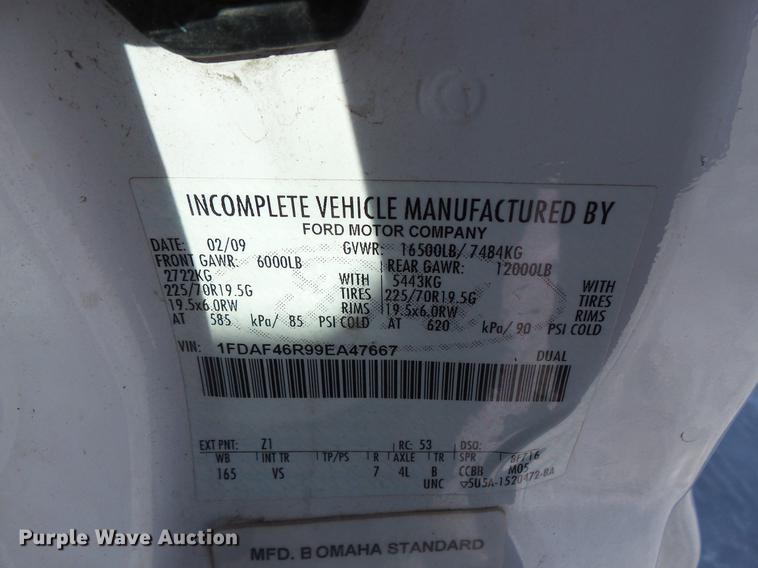 INCOMPLETE VEHICLE MANUFACTURED BY
FORD MOTOR COMPANY
DATE: 02/09 GVWR: 16500LB/ 7484KG
FRONT GAWR: 6000LB REAR GAWR: 12000LB
2722KG WITH 5443KG WITH
225/70R19.5G TIRES 225/70R19.5G TIRES
19.5x6.0RW RIMS 19.5x6.0RW RIMS
AT 585 kPa/ 85 PSI COLD AT 620 kPa/ 90 PSI COLD
VIN: 1FDAF46R99EA47667 DUAL
EXT PNT: Z1 RC: 53 DSO:
WB INT TR TP/PS R AXLE TR SPR
165 VS 7 4L B CCBH M05
UNC 5U5A-1520472-BA
MFD. B OMAHA STANDARD
Purple Wave Auction